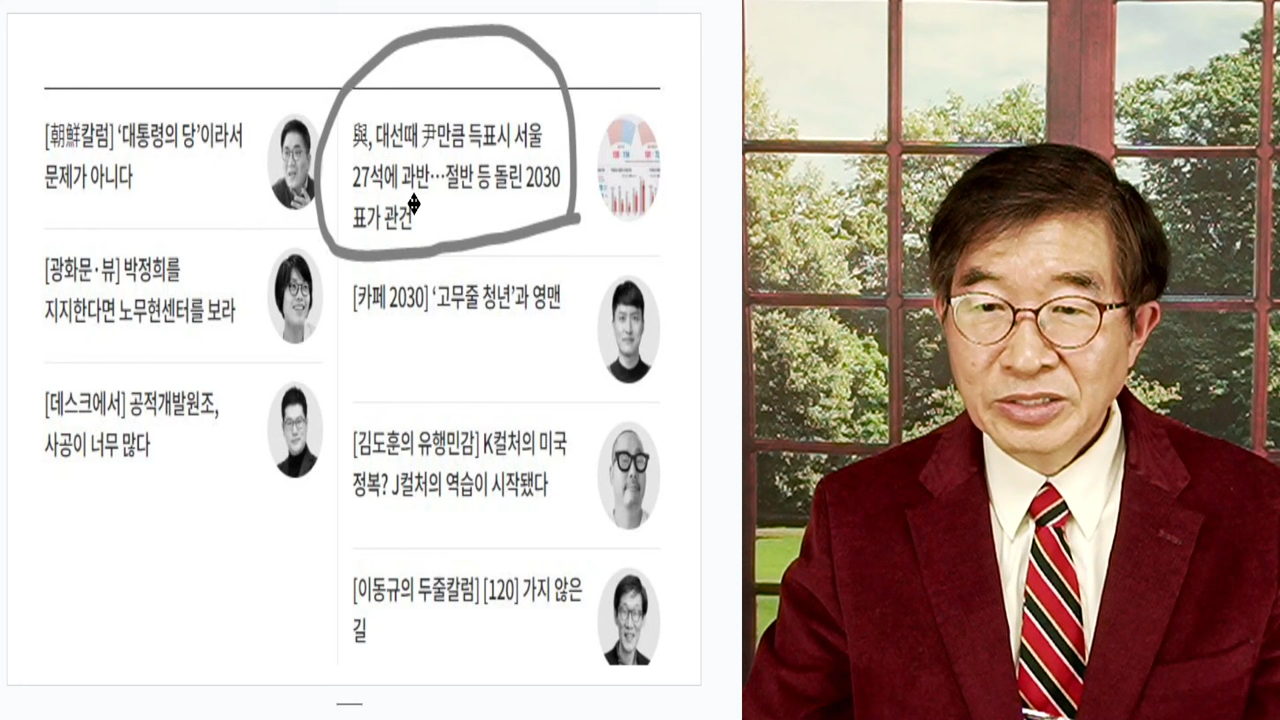 [朝鮮칼럼] ‘대통령의 당’이라서
문제가 아니다
[광화문·뷰] 박정희를
지지한다면 노무현센터를 보라
[데스크에서] 공적개발원조,
사공이 너무 많다
與, 대선때 尹만큼 득표시 서울
27석에 과반…절반 등 돌린 2030
표가 관건
[카페 2030] ‘고무줄 청년’과 영맨
[김도훈의 유행민감] K컬처의 미국
정복? J컬처의 역습이 시작됐다
[이동규의 두줄칼럼] [120] 가지 않은
길